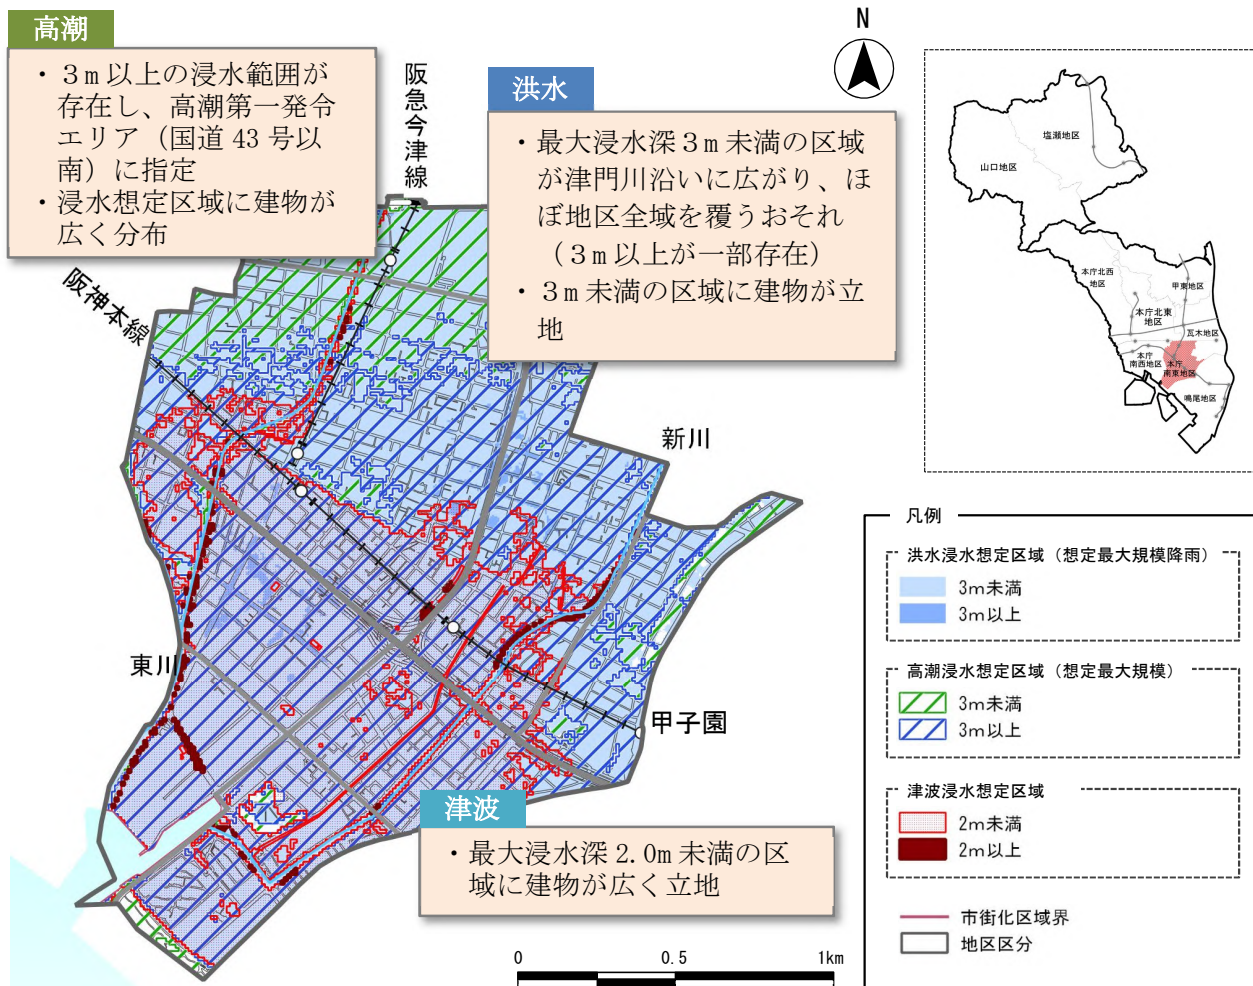 高潮
・３m 以上の浸水範囲が
存在し、高潮第一発令
エリア（国道 43 号以
南）に指定
・浸水想定区域に建物が
広く分布
阪急今津線
洪水
・最大浸水深３m 未満の区域
が津門川沿いに広がり、ほ
ぼ地区全域を覆うおそれ
（３m 以上が一部存在）
・３m 未満の区域に建物が立
地
N
塩瀬地区
山口地区
本庁北西
地区
甲東地区
本庁北東
地区
瓦木地区
本庁
南西地区
本庁
南東地区
鳴尾地区
阪神本線
新川
東川
甲子園
津波
・最大浸水深 2.0m 未満の区
域に建物が広く立地
凡例
洪水浸水想定区域（想定最大規模降雨）
3m未満
3m以上
高潮浸水想定区域（想定最大規模）
3m未満
3m以上
津波浸水想定区域
2m未満
2m以上
市街化区域界
地区区分
0 0.5 1km